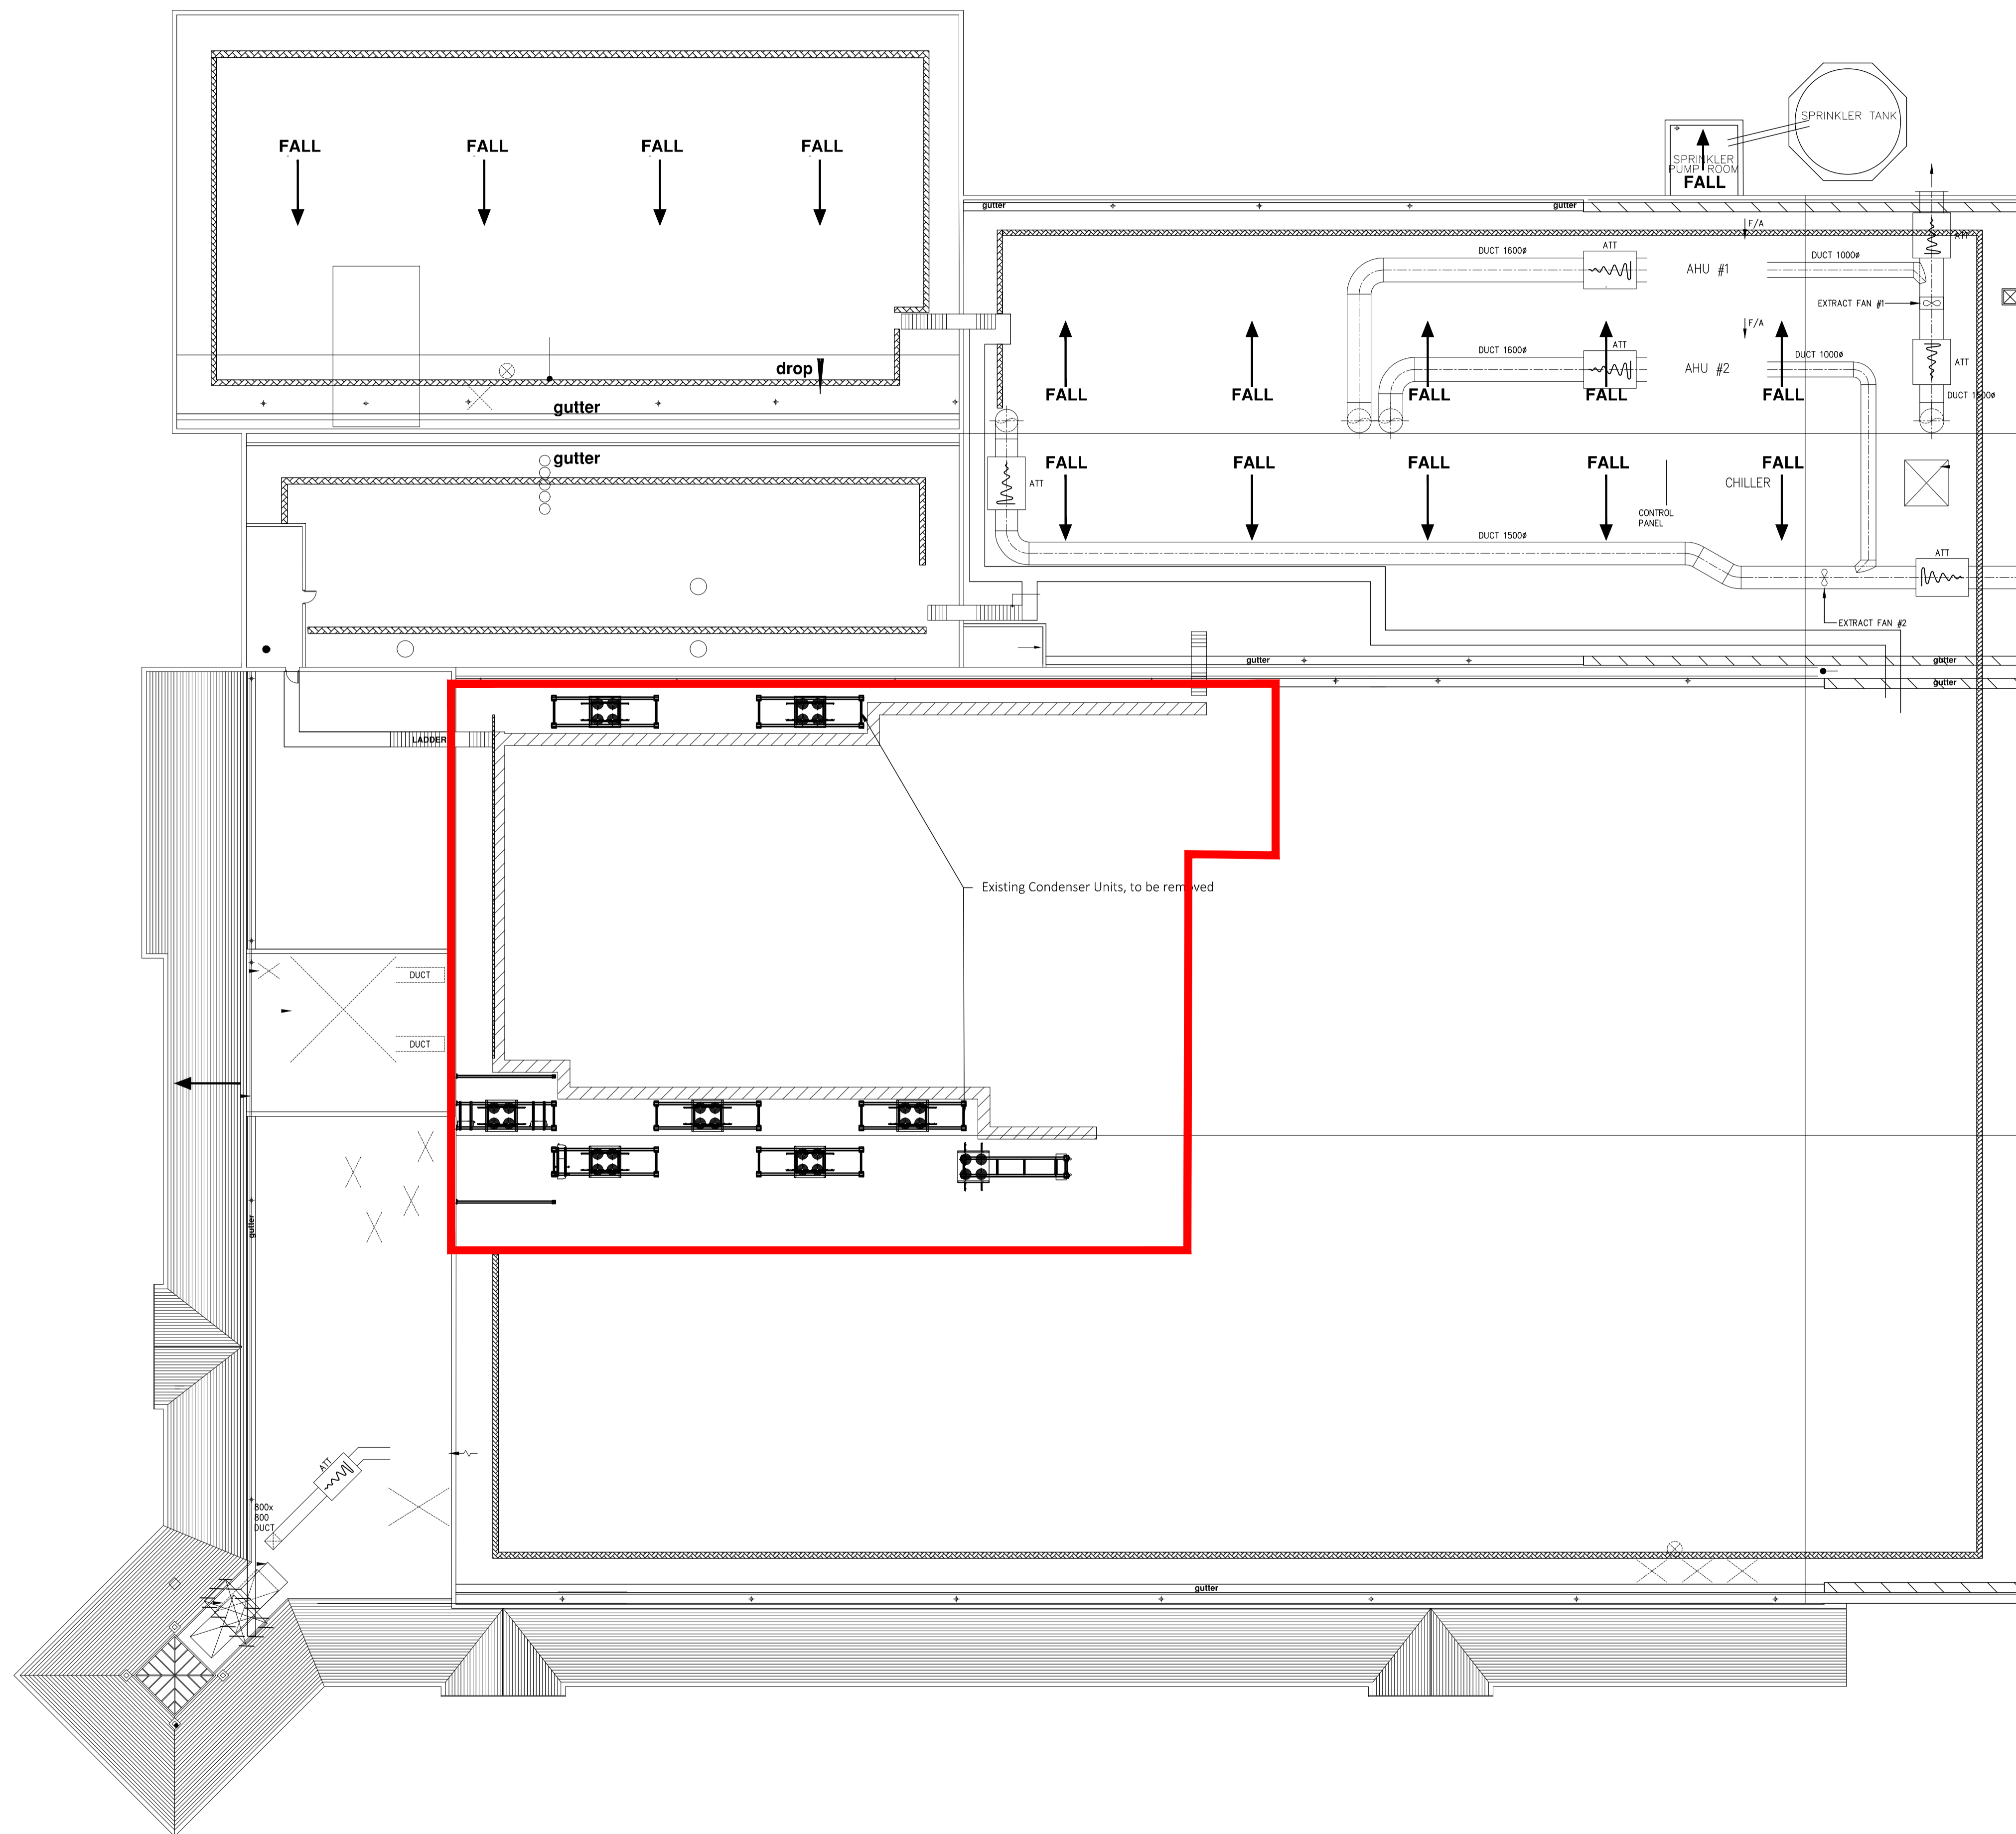 FALL FALL FALL FALL
SPRINKLER TANK
SPRINKLER
PUMP ROOM
FALL
gutter gutter
F/A
ATT
DUCT 1600ø ATT AHU #1 DUCT 1000ø
EXTRACT FAN #1
F/A
DUCT 1600ø ATT AHU #2 DUCT 1000ø
ATT
drop
FALL FALL FALL FALL FALL
gutter
gutter
FALL FALL FALL FALL FALL
ATT
CHILLER
CONTROL
PANEL
DUCT 1500ø
ATT
EXTRACT FAN #2
gutter gutter
gutter
LADDER
Existing Condenser Units, to be removed
DUCT
DUCT
gutter
ATT
800x
800
DUCT
gutter